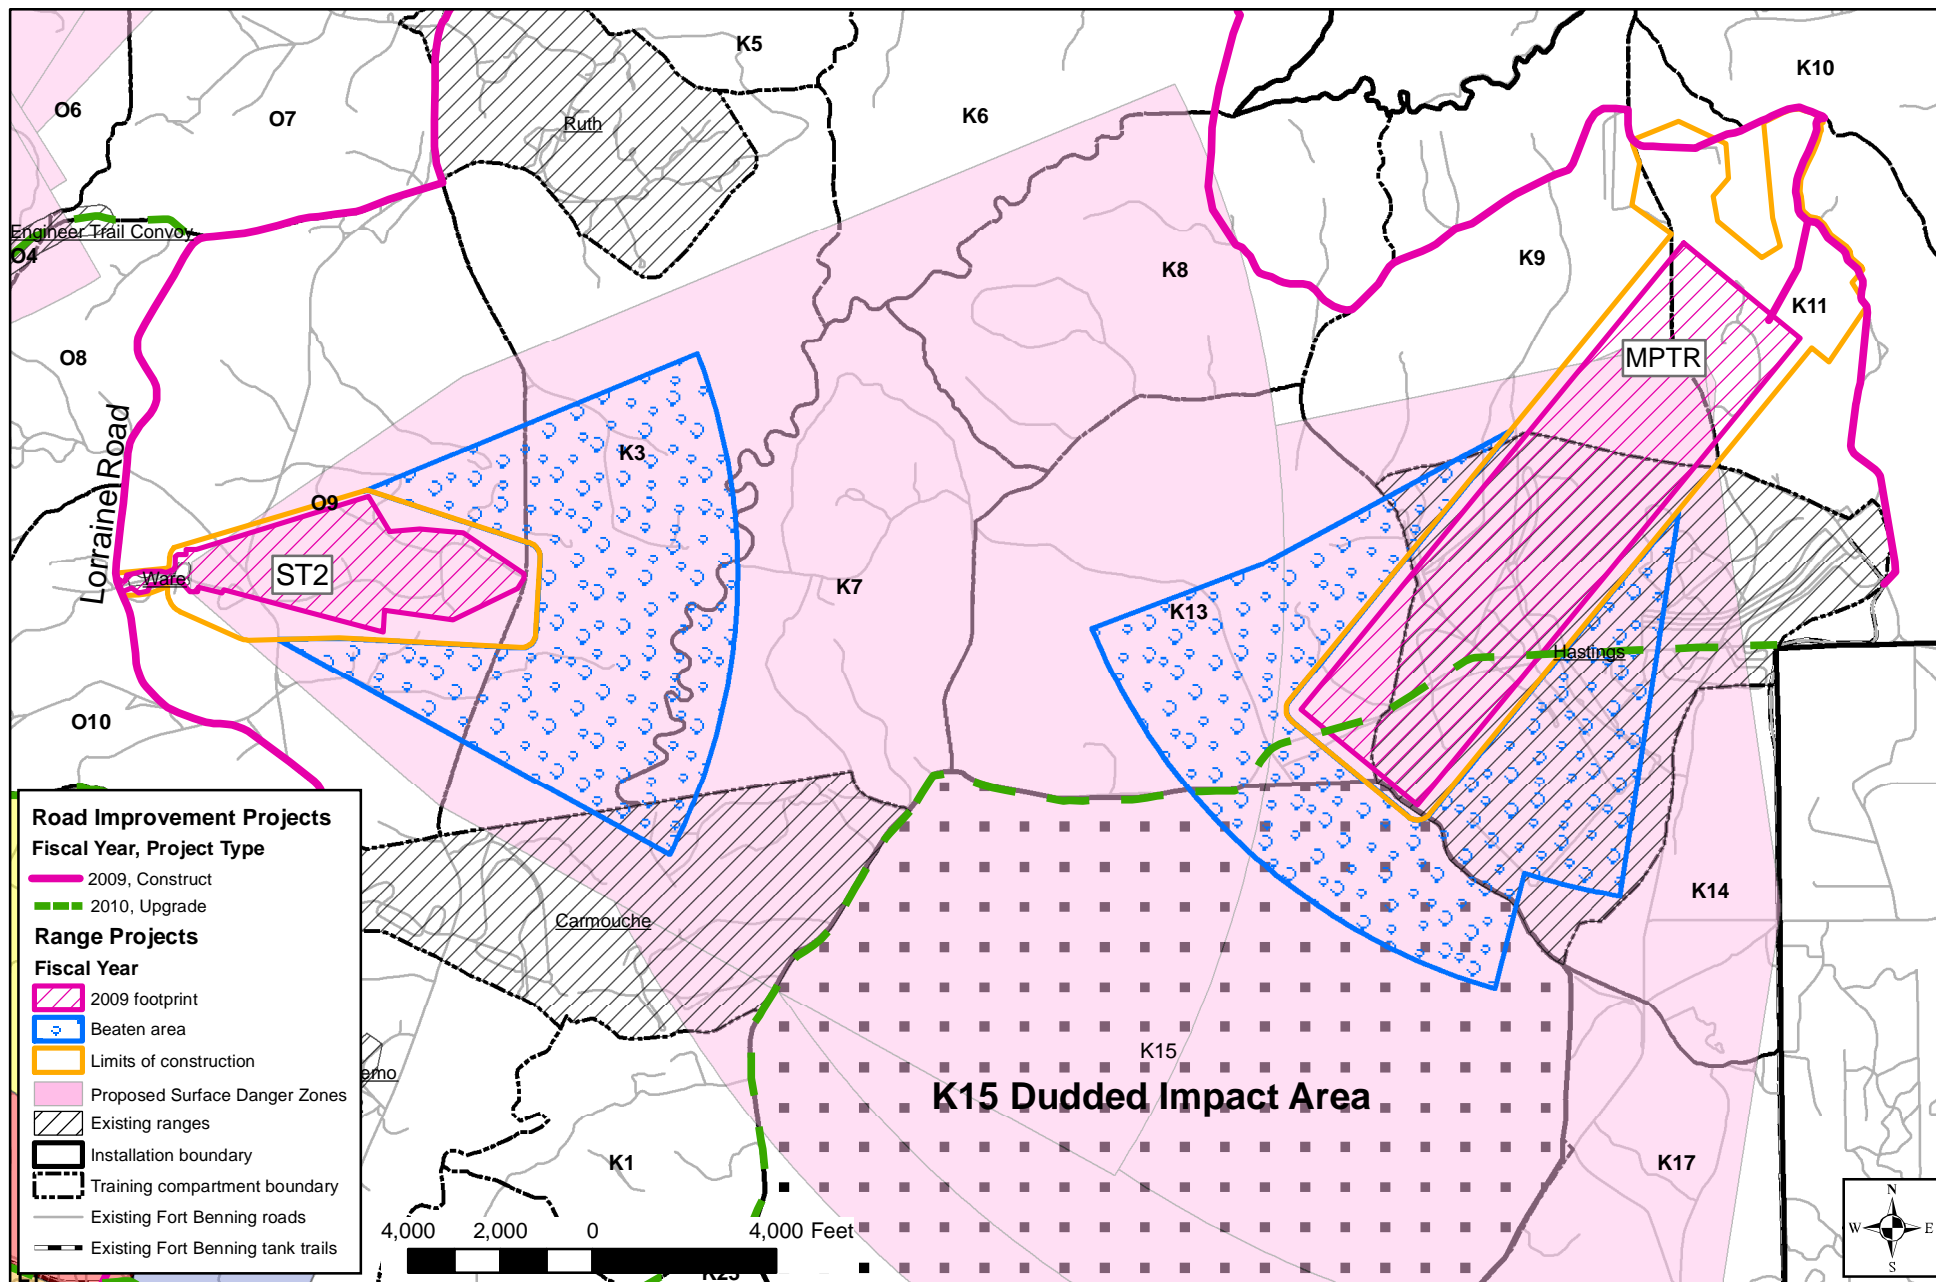 K5
K10
O6
O7
K6
Ruth
Engineer Trail Convoy
O4
K9
K8
K11
O8
MPTR
Lorraine Road
K3
O9
ST2
Ware
K7
K13
Hastings
O10
K14
Carmouche
K15
K15 Dudded Impact Area
K1
K17
K23
emo
Road Improvement Projects
Fiscal Year, Project Type
2009, Construct
2010, Upgrade
Range Projects
Fiscal Year
2009 footprint
Beaten area
Limits of construction
Proposed Surface Danger Zones
Existing ranges
Installation boundary
Training compartment boundary
Existing Fort Benning roads
Existing Fort Benning tank trails
4,000 2,000 0 4,000 Feet
N
W E
S